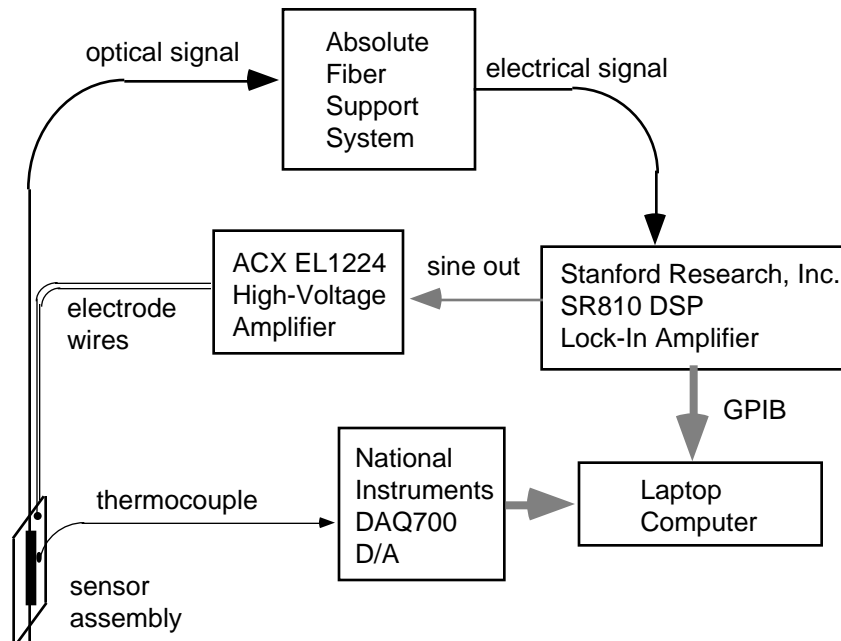 optical signal
Absolute
Fiber
Support
System
electrical signal
ACX EL1224
High-Voltage
Amplifier
sine out
Stanford Research, Inc.
SR810 DSP
Lock-In Amplifier
electrode
wires
GPIB
thermocouple
National
Instruments
DAQ700
D/A
Laptop
Computer
sensor
assembly